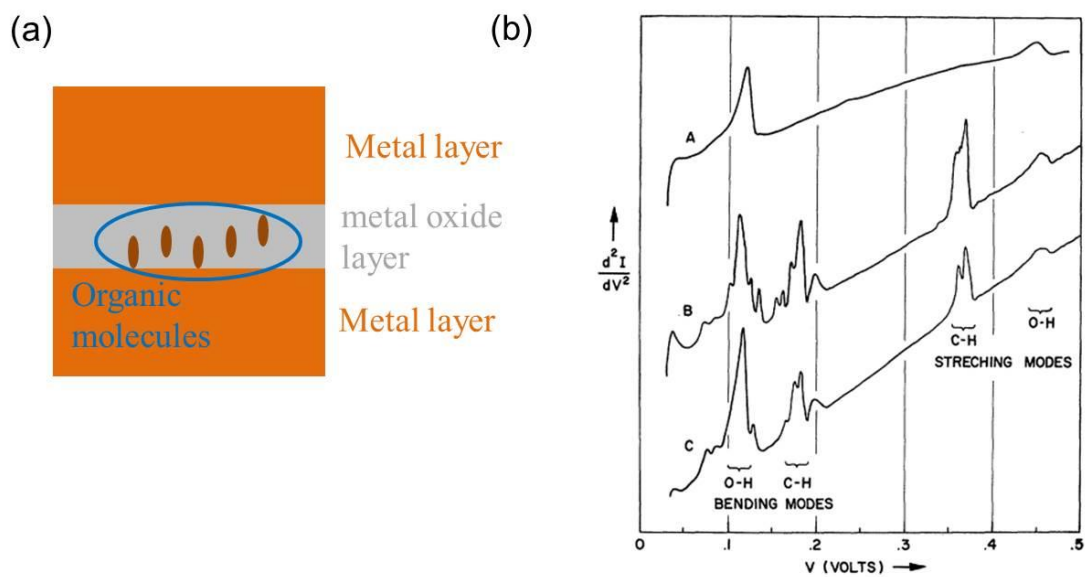 (a)
Metal layer
metal oxide
layer
Organic
molecules
Metal layer
(b)
d²I
dV²
A
B
C
C-H
O-H
STRECHING MODES
O-H
C-H
BENDING MODES
0
.1
.2
.3
.4
.5
V (VOLTS)